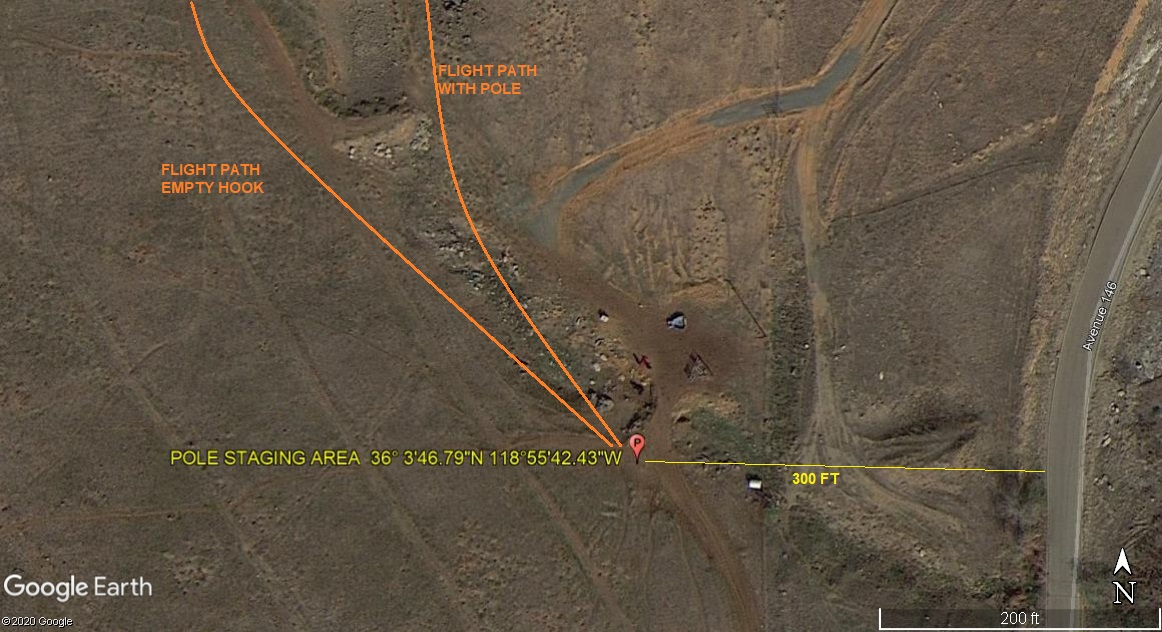 FLIGHT PATH
WITH POLE
FLIGHT PATH
EMPTY HOOK
Avenue 146
POLE STAGING AREA 36° 3'46.79"N 118°55'42.43"W
P
300 FT
Google Earth
N
©2020 Google
200 ft